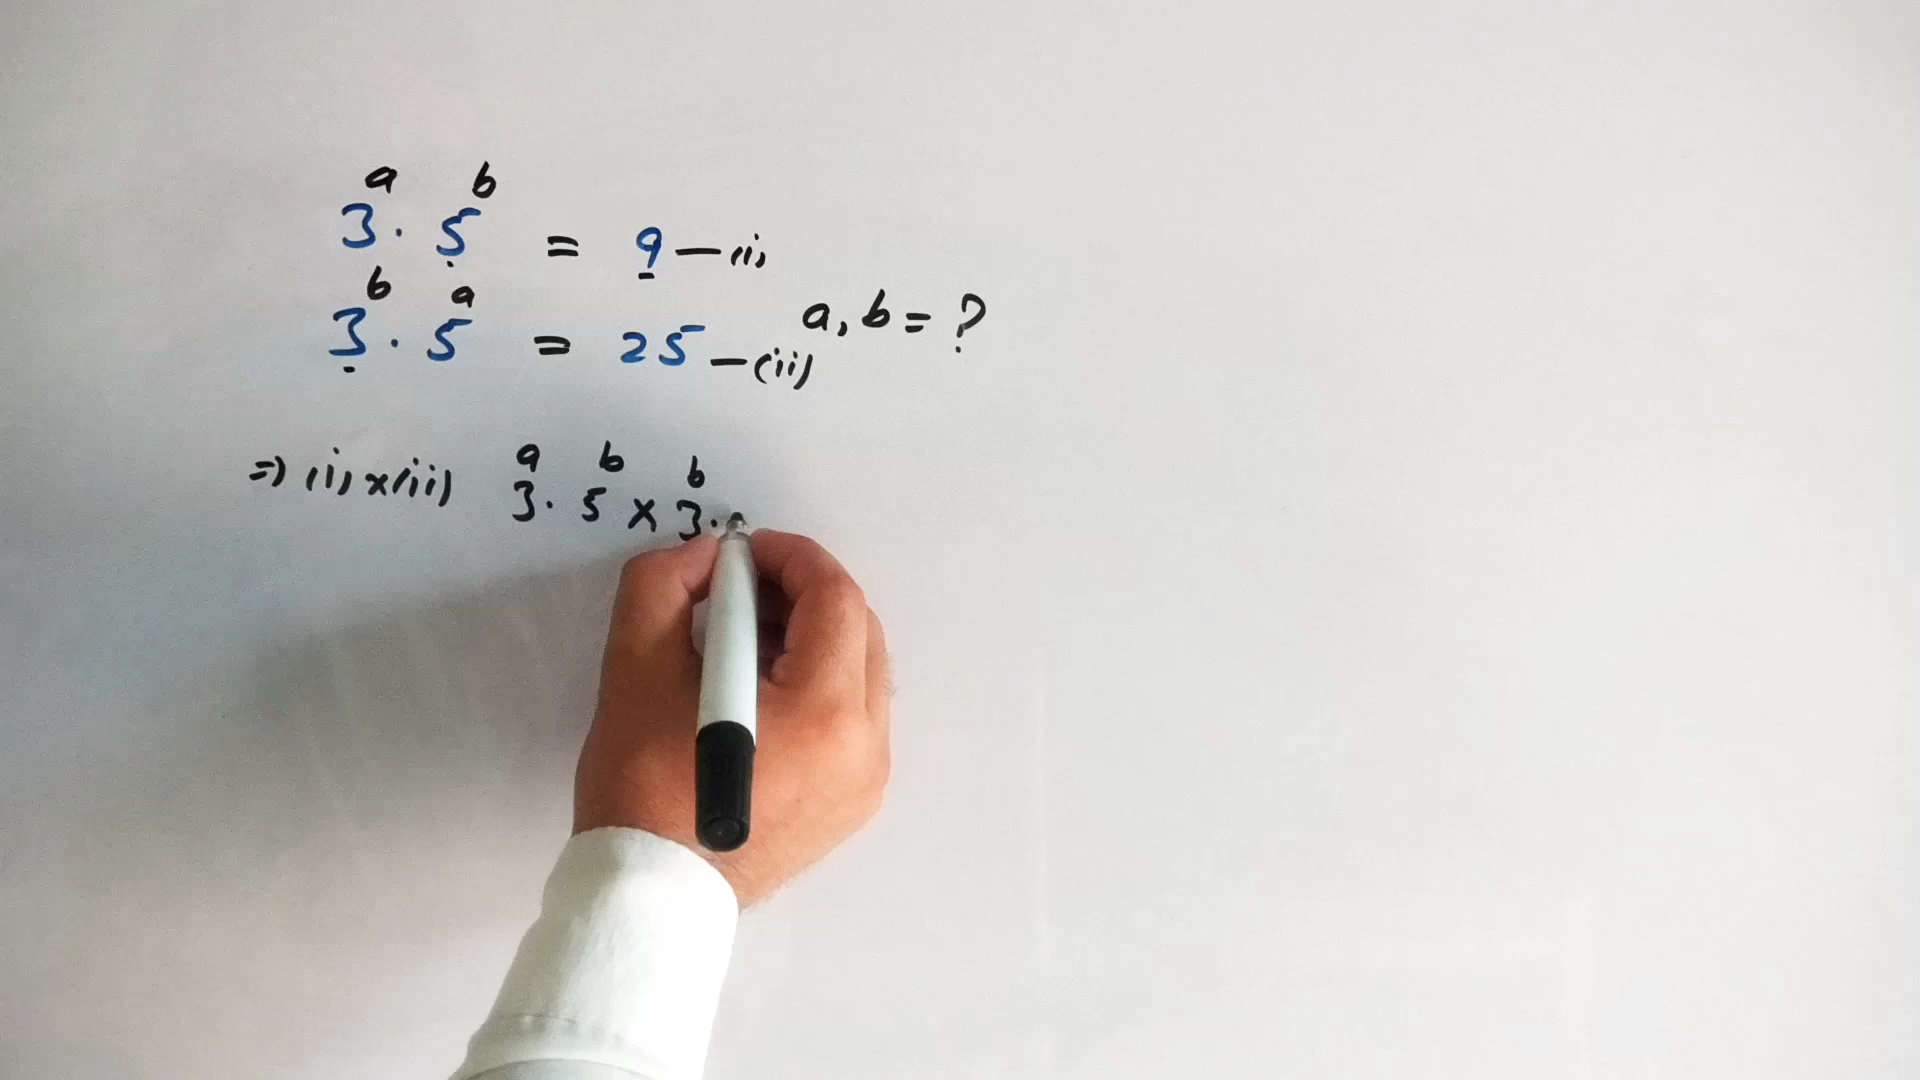 3^a . 5^b = 9 — (i)
3^b . 5^a = 25 — (ii)
a, b = ?
=> (i) x (ii) 3^a . 5^b x 3^b .